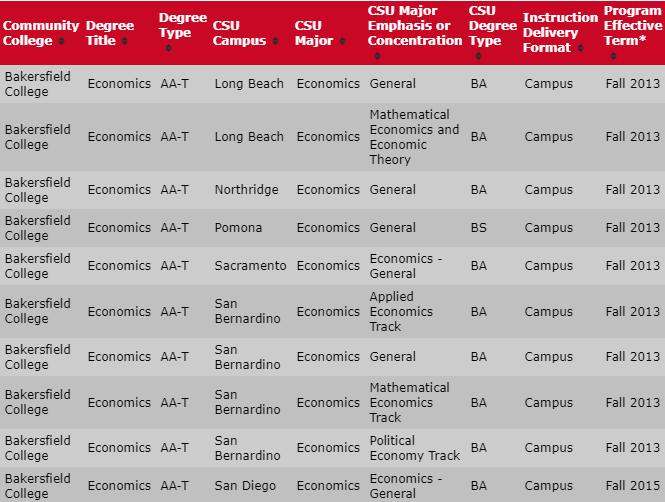 Community College Degree Title Degree Type CSU Campus CSU Major CSU Major Emphasis or Concentration CSU Degree Type Instruction Delivery Format Program Effective Term*
Bakersfield College Economics AA-T Long Beach Economics General BA Campus Fall 2013
Bakersfield College Economics AA-T Long Beach Economics Mathematical Economics and Economic Theory BA Campus Fall 2013
Bakersfield College Economics AA-T Northridge Economics General BA Campus Fall 2013
Bakersfield College Economics AA-T Pomona Economics General BS Campus Fall 2013
Bakersfield College Economics AA-T Sacramento Economics Economics - General BA Campus Fall 2013
Bakersfield College Economics AA-T San Bernardino Economics Applied Economics Track BA Campus Fall 2013
Bakersfield College Economics AA-T San Bernardino Economics General BA Campus Fall 2013
Bakersfield College Economics AA-T San Bernardino Economics Mathematical Economics Track BA Campus Fall 2013
Bakersfield College Economics AA-T San Bernardino Economics Political Economy Track BA Campus Fall 2013
Bakersfield College Economics AA-T San Diego Economics Economics - General BA Campus Fall 2015